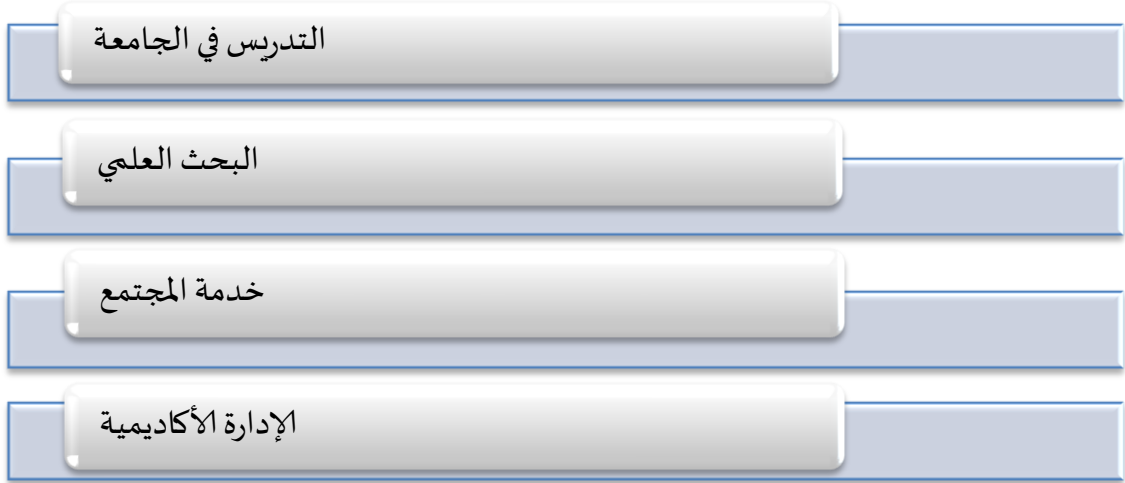 التدريس في الجامعة
البحث العلمي
خدمة المجتمع
الإدارة الأكاديمية